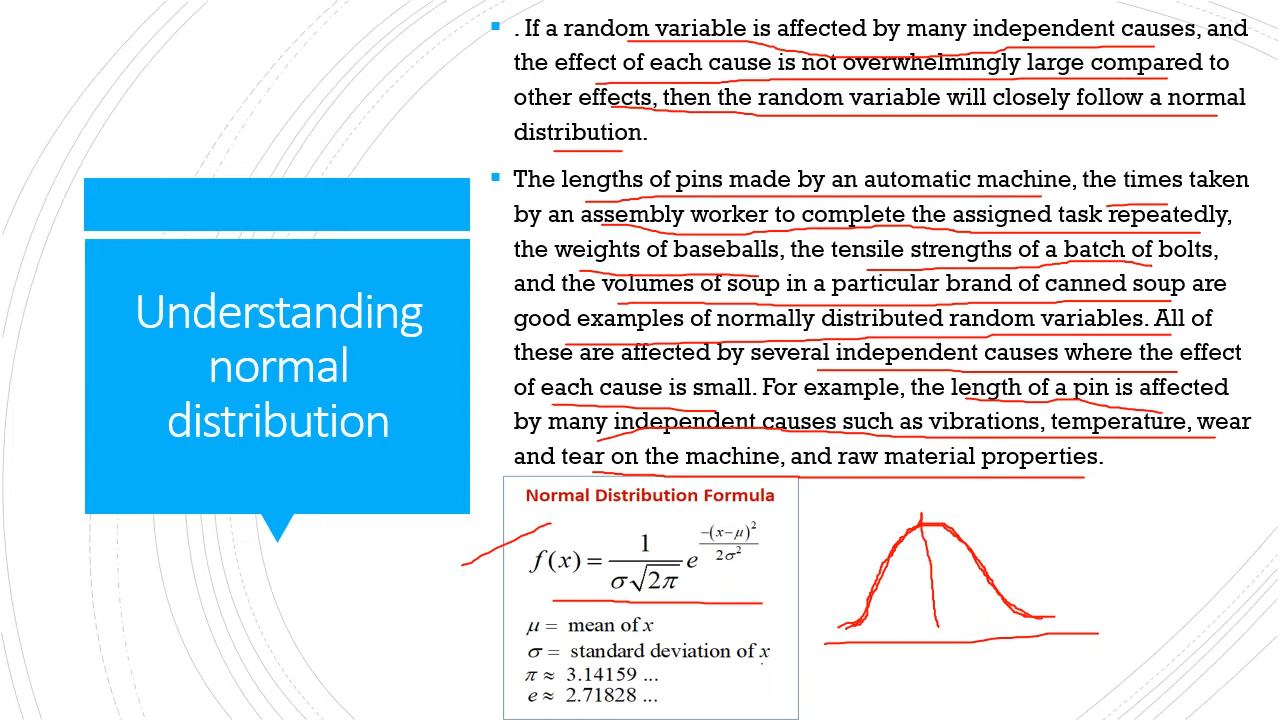 Understanding
normal
distribution
. If a random variable is affected by many independent causes, and
the effect of each cause is not overwhelmingly large compared to
other effects, then the random variable will closely follow a normal
distribution.
The lengths of pins made by an automatic machine, the times taken
by an assembly worker to complete the assigned task repeatedly,
the weights of baseballs, the tensile strengths of a batch of bolts,
and the volumes of soup in a particular brand of canned soup are
good examples of normally distributed random variables. All of
these are affected by several independent causes where the effect
of each cause is small. For example, the length of a pin is affected
by many independent causes such as vibrations, temperature, wear
and tear on the machine, and raw material properties.
Normal Distribution Formula
f(x) = 1/(σ√2π) e^(-(x-μ)²/2σ²)
μ = mean of x
σ = standard deviation of x
π ≈ 3.14159 ...
e ≈ 2.71828 ...